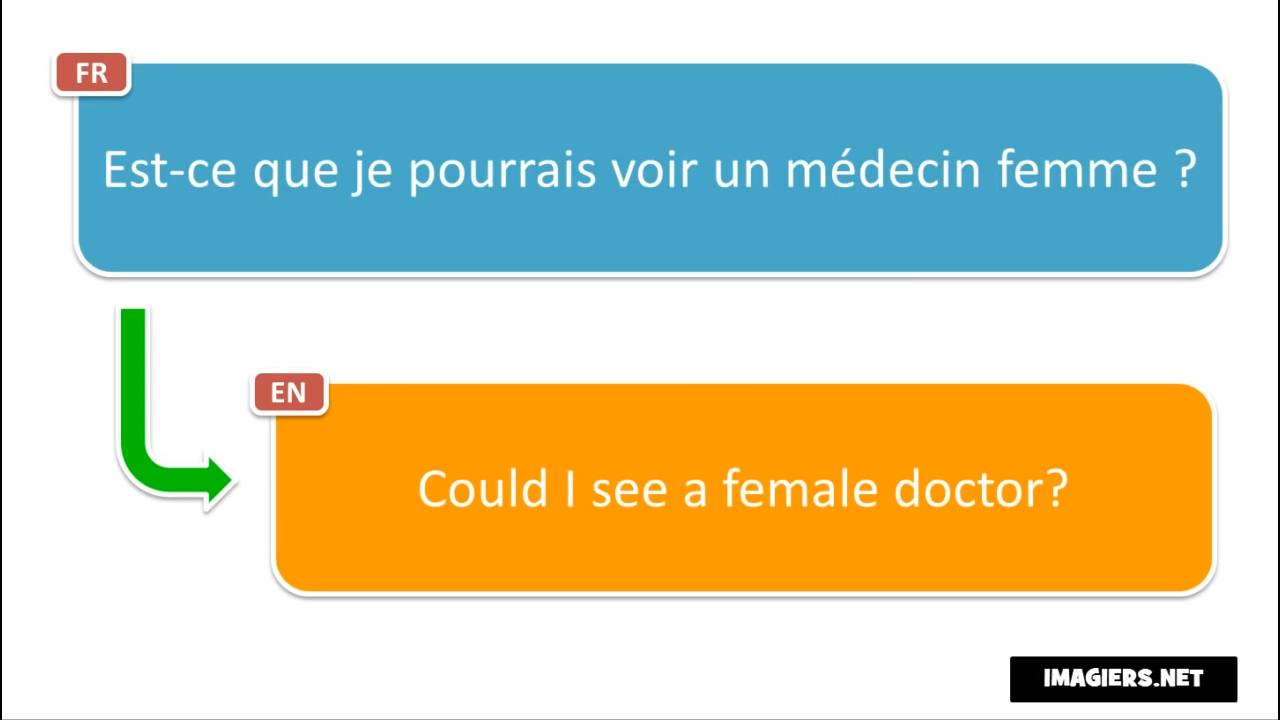 FR
Est-ce que je pourrais voir un médecin femme ?
EN
Could I see a female doctor?
IMAGIERS.NET